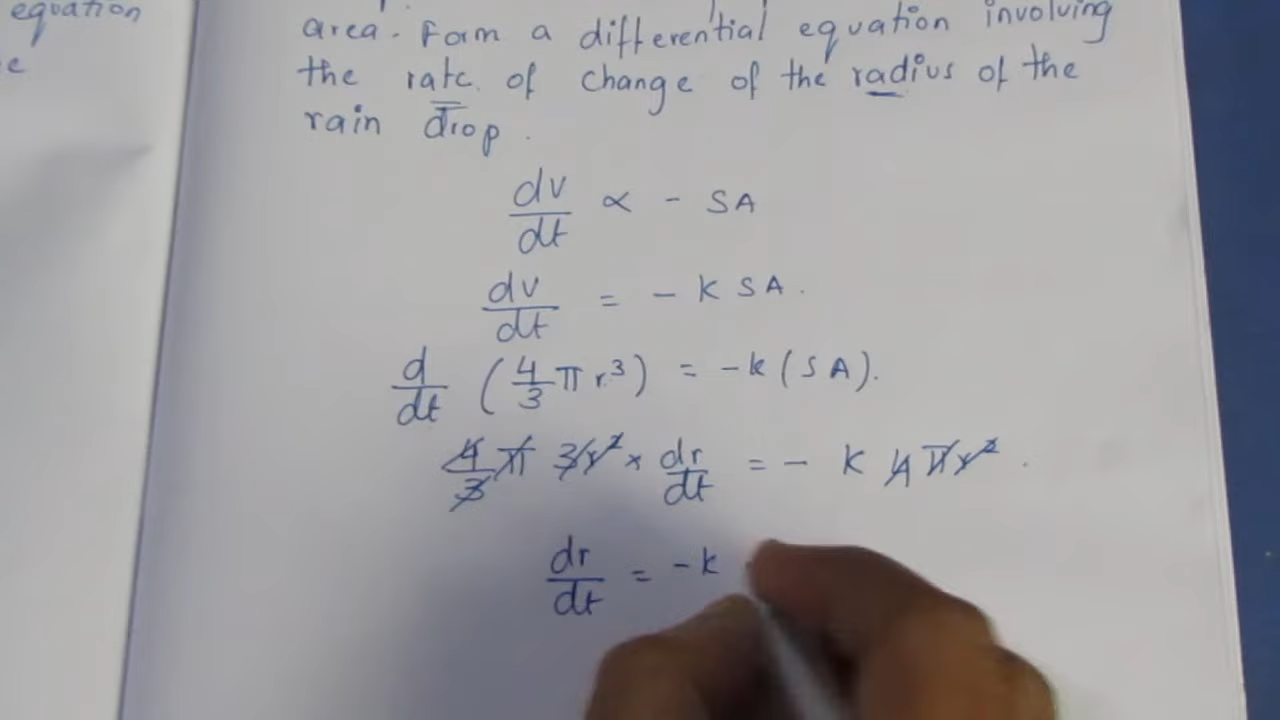 equation
e
area. Form a differential equation involving
the rate of change of the radius of the
rain drop.
dv/dt ∝ - SA
dv/dt = - K SA.
d/dt (4/3 π r³) = -k (SA).
4/3 π 3r² × dr/dt = - K 4πr².
dr/dt = -k